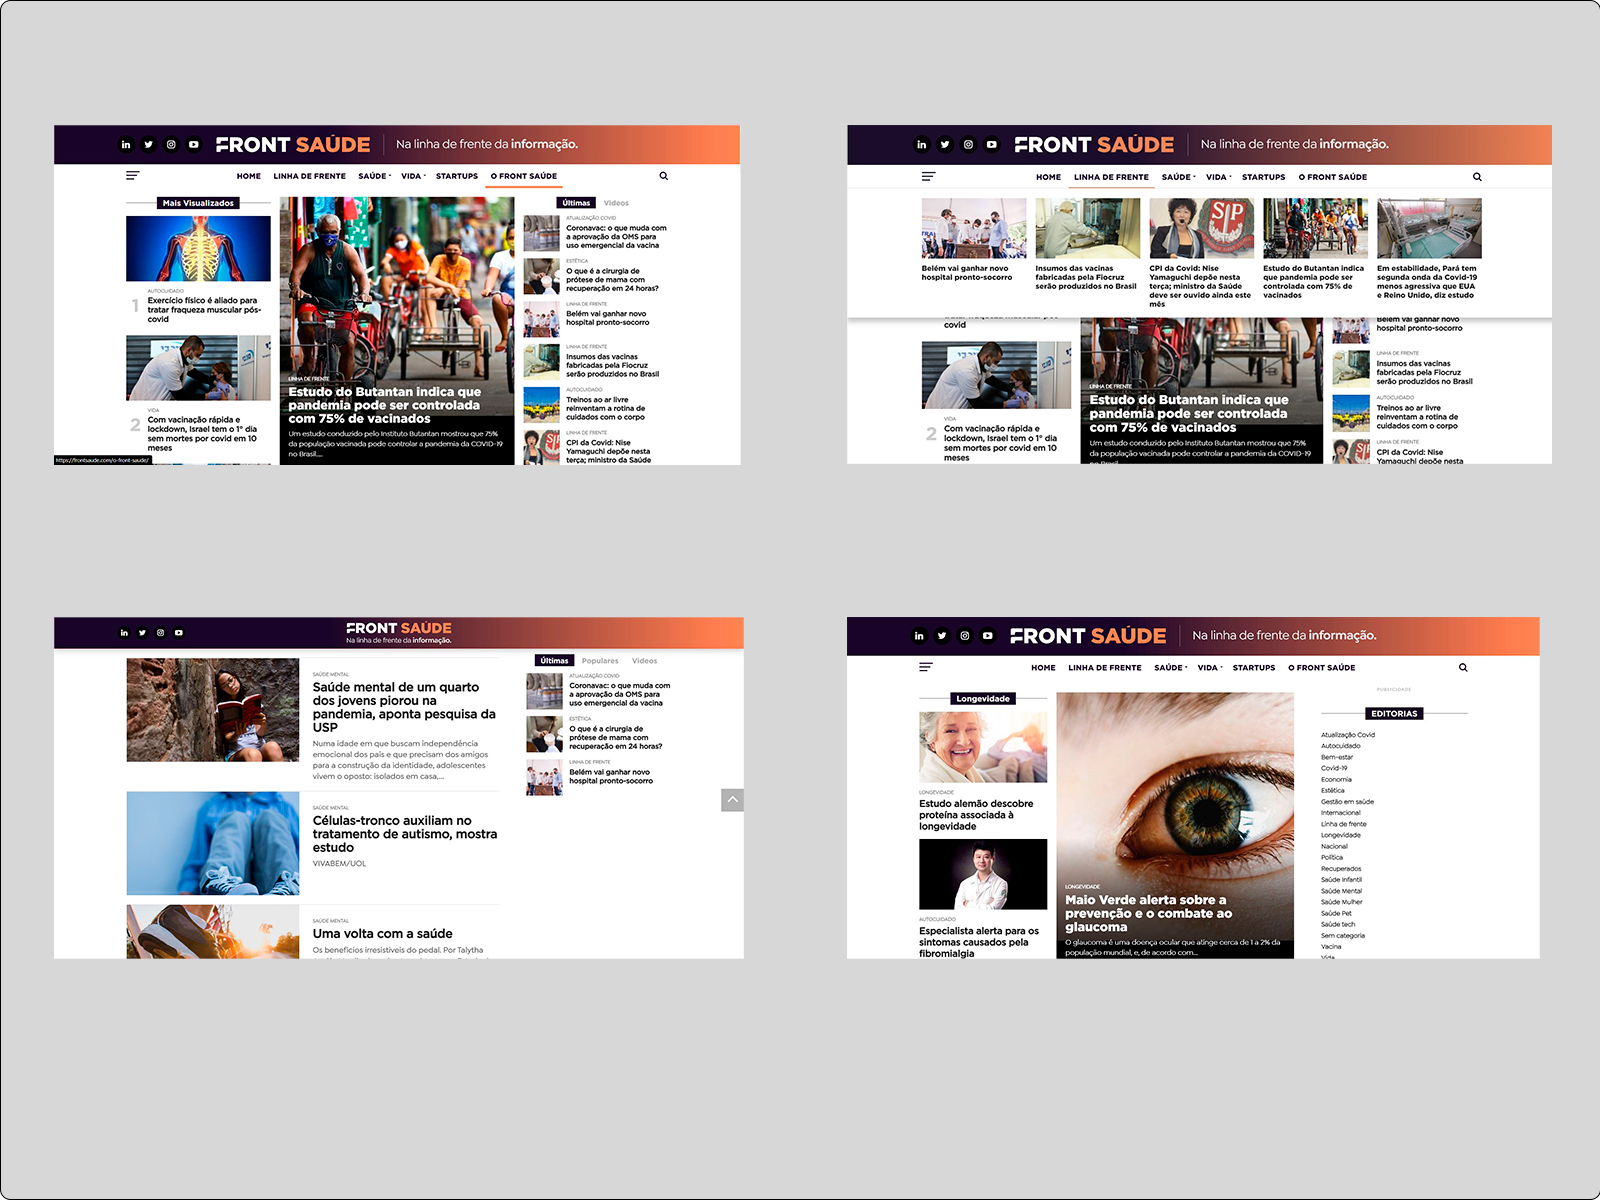 FRONT SAÚDE
Na linha de frente da informação.
HOME LINHA DE FRENTE SAÚDE VIDA STARTUPS O FRONT SAÚDE
Mais Visualizados
1
AUTOCUIDADO
Exercício físico é aliado para
tratar fraqueza muscular pós-
covid
2
VIDA
Com vacinação rápida e
lockdown, Israel tem o 1° dia
sem mortes por covid em 10
meses
https://frontsaude.com/o-front-saude/
LINHA DE FRENTE
Estudo do Butantan indica que
pandemia pode ser controlada
com 75% de vacinados
Um estudo conduzido pelo Instituto Butantan mostrou que 75%
da população vacinada pode controlar a pandemia da COVID-19
no Brasil....
Últimas Videos
ATUALIZAÇÃO COVID
Coronavac: o que muda com
a aprovação da OMS para
uso emergencial da vacina
ESTÉTICA
O que é a cirurgia de
prótese de mama com
recuperação em 24 horas?
LINHA DE FRENTE
Belém vai ganhar novo
hospital pronto-socorro
LINHA DE FRENTE
Insumos das vacinas
fabricadas pela Fiocruz
serão produzidos no Brasil
AUTOCUIDADO
Treinos ao ar livre
reinventam a rotina de
cuidados com o corpo
LINHA DE FRENTE
CPI da Covid: Nise
Yamaguchi depõe nesta
terça; ministro da Saúde
FRONT SAÚDE
Na linha de frente da informação.
HOME LINHA DE FRENTE SAÚDE VIDA STARTUPS O FRONT SAÚDE
Belém vai ganhar novo
hospital pronto-socorro
Insumos das vacinas
fabricadas pela Fiocruz
serão produzidos no Brasil
CPI da Covid: Nise
Yamaguchi depõe nesta
terça; ministro da Saúde
deve ser ouvido ainda este
mês
Estudo do Butantan indica
que pandemia pode ser
controlada com 75% de
vacinados
Em estabilidade, Pará tem
segunda onda da Covid-19
menos agressiva que EUA
e Reino Unido, diz estudo
covid
2
VIDA
Com vacinação rápida e
lockdown, Israel tem o 1° dia
sem mortes por covid em 10
meses
LINHA DE FRENTE
Estudo do Butantan indica que
pandemia pode ser controlada
com 75% de vacinados
Um estudo conduzido pelo Instituto Butantan mostrou que 75%
da população vacinada pode controlar a pandemia da COVID-19
no Brasil....
Belém vai ganhar novo
hospital pronto-socorro
LINHA DE FRENTE
Insumos das vacinas
fabricadas pela Fiocruz
serão produzidos no Brasil
AUTOCUIDADO
Treinos ao ar livre
reinventam a rotina de
cuidados com o corpo
LINHA DE FRENTE
CPI da Covid: Nise
Yamaguchi depõe nesta
FRONT SAÚDE
Na linha de frente da informação.
SAÚDE MENTAL
Saúde mental de um quarto
dos jovens piorou na
pandemia, aponta pesquisa da
USP
Numa idade em que buscam independência
emocional dos pais e que precisam dos amigos
para a construção da identidade, adolescentes
vivem o oposto: isolados em casa,...
SAÚDE MENTAL
Células-tronco auxiliam no
tratamento de autismo, mostra
estudo
VIVABEM/UOL
SAÚDE MENTAL
Uma volta com a saúde
Os benefícios irresistíveis do pedal. Por Talytha
Últimas Populares Videos
ATUALIZAÇÃO COVID
Coronavac: o que muda com
a aprovação da OMS para
uso emergencial da vacina
ESTÉTICA
O que é a cirurgia de
prótese de mama com
recuperação em 24 horas?
LINHA DE FRENTE
Belém vai ganhar novo
hospital pronto-socorro
FRONT SAÚDE
Na linha de frente da informação.
HOME LINHA DE FRENTE SAÚDE VIDA STARTUPS O FRONT SAÚDE
Longevidade
LONGEVIDADE
Estudo alemão descobre
proteína associada à
longevidade
AUTOCUIDADO
Especialista alerta para os
sintomas causados pela
fibromialgia
LONGEVIDADE
Maio Verde alerta sobre a
prevenção e o combate ao
glaucoma
O glaucoma é uma doença ocular que atinge cerca de 1 a 2% da
população mundial, e, de acordo com...
PUBLICIDADE
EDITORIAS
Atualização Covid
Autocuidado
Bem-estar
Covid-19
Economia
Estética
Gestão em saúde
Internacional
Linha de frente
Longevidade
Nacional
Política
Recuperados
Saúde Infantil
Saúde Mental
Saúde Mulher
Saúde Pet
Saúde tech
Sem categoria
Vacina
Vida